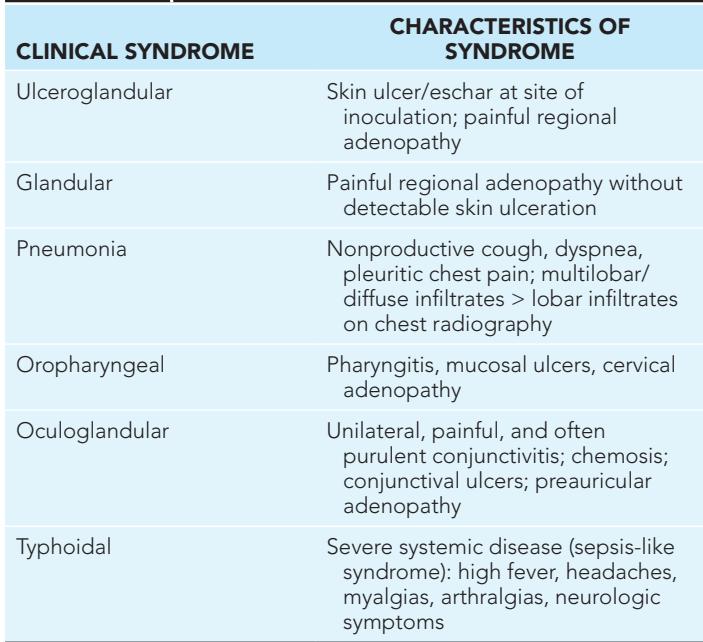 CLINICAL SYNDROME
CHARACTERISTICS OF
SYNDROME
Ulceroglandular
Skin ulcer/eschar at site of
inoculation; painful regional
adenopathy
Glandular
Painful regional adenopathy without
detectable skin ulceration
Pneumonia
Nonproductive cough, dyspnea,
pleuritic chest pain; multilobar/
diffuse infiltrates > lobar infiltrates
on chest radiography
Oropharyngeal
Pharyngitis, mucosal ulcers, cervical
adenopathy
Oculoglandular
Unilateral, painful, and often
purulent conjunctivitis; chemosis;
conjunctival ulcers; preauricular
adenopathy
Typhoidal
Severe systemic disease (sepsis-like
syndrome): high fever, headaches,
myalgias, arthralgias, neurologic
symptoms